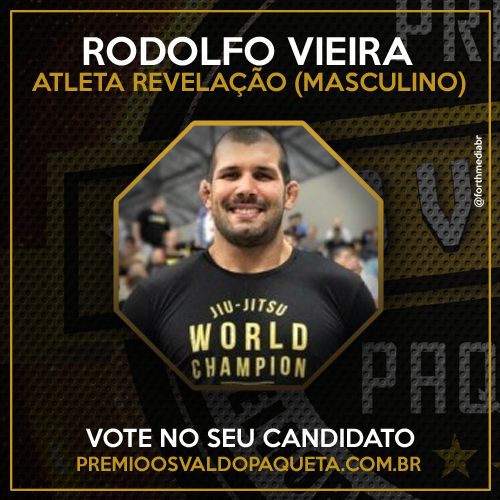 RODOLFO VIEIRA
ATLETA REVELAÇÃO (MASCULINO)
@forthmediabr
JIU-JITSU
WORLD
CHAMPION
VOTE NO SEU CANDIDATO
PREMIOOSVALDOPAQUETA.COM.BR